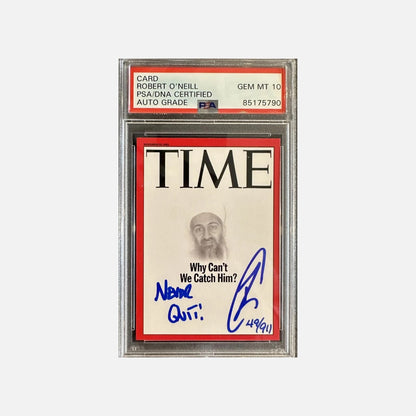 CARD
ROBERT O'NEILL GEM MT 10
PSA/DNA CERTIFIED
AUTO GRADE PSA 85175790
TIME
Why Can't
We Catch Him?
NEVER
QUIT!
49/911